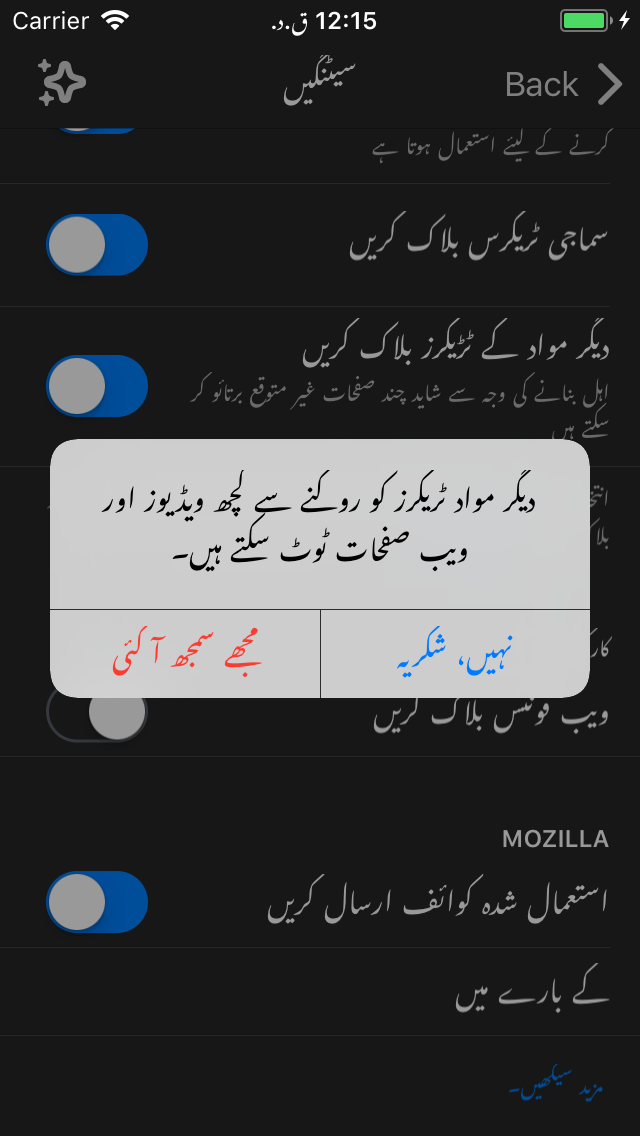 Carrier 12:15 ق.د.
Back سیٹنگیں
کرنے کے لیئے استعمال ہوتا ہے
سماجی ٹریکرس بلاک کریں
دیگر مواد کے ٹڑیکرز بلاک کریں
اہل بنانے کی وجہ سے شاید چند صفحات غیر متوقع برتائو کر
سکتے ہیں
دیگر مواد ٹریکرز کو روکنے سے کچھ ویڈیوز اور
ویب صفحات ٹوٹ سکتے ہیں۔
نہیں، شکریہ
مجھے سمجھ آ گئی
ویب فونٹس بلاک کریں
MOZILLA
استعمال شدہ کوائف ارسال کریں
کے بارے میں
مزید سیکھیں۔